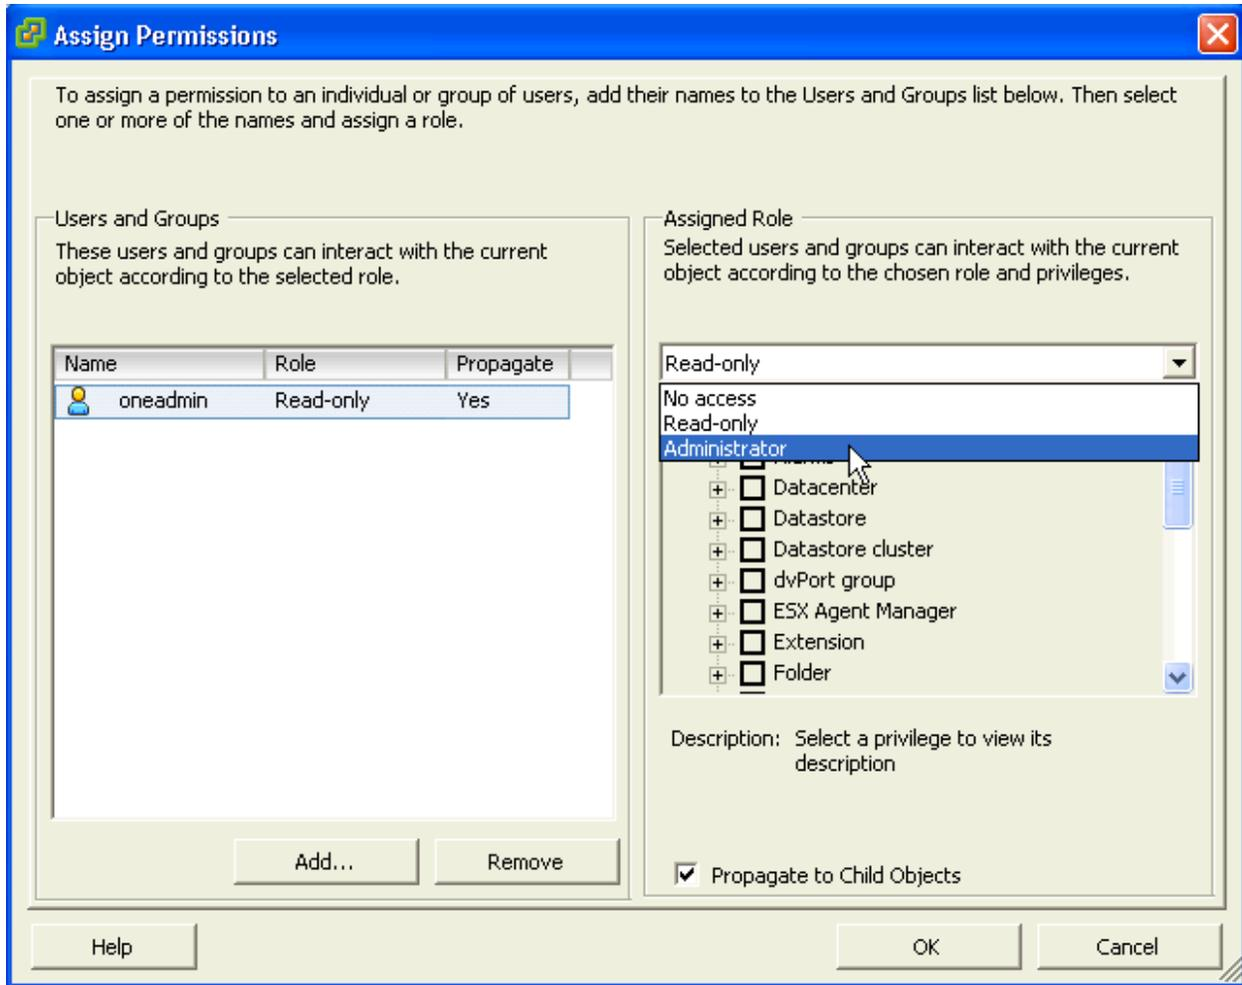 Assign Permissions
To assign a permission to an individual or group of users, add their names to the Users and Groups list below. Then select
one or more of the names and assign a role.
Users and Groups
These users and groups can interact with the current
object according to the selected role.
Name Role Propagate
oneadmin Read-only Yes
Add... Remove
Assigned Role
Selected users and groups can interact with the current
object according to the chosen role and privileges.
Read-only
No access
Read-only
Administrator
Alarms
Datacenter
Datastore
Datastore cluster
dvPort group
ESX Agent Manager
Extension
Folder
Description: Select a privilege to view its
description
Propagate to Child Objects
Help OK Cancel